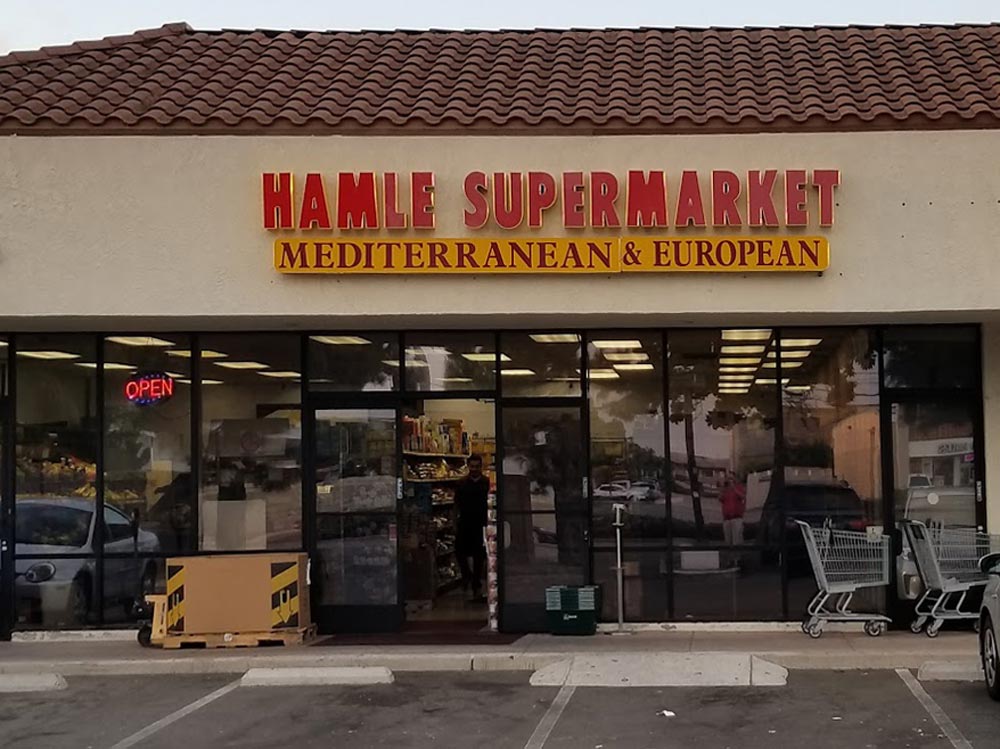 HAMLE SUPERMARKET
MEDITERRANEAN & EUROPEAN
OPEN